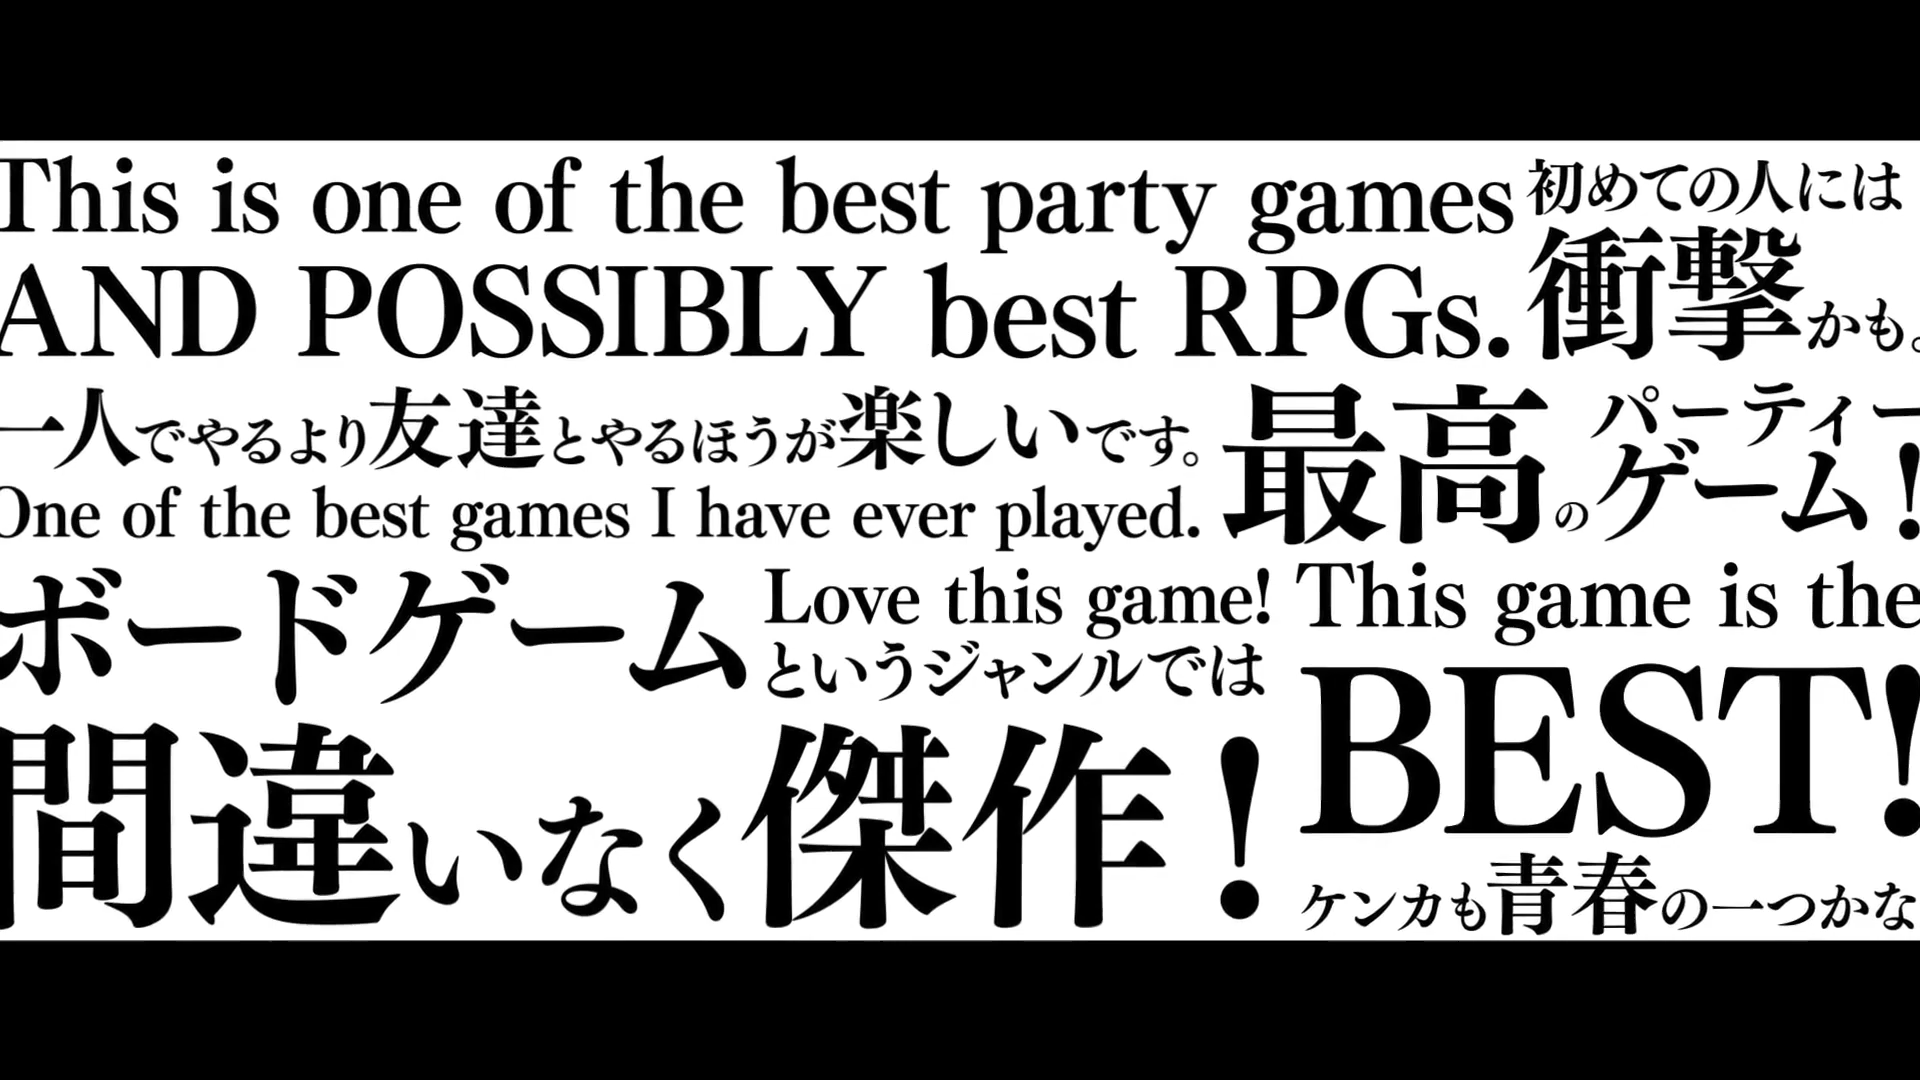 This is one of the best party games
AND POSSIBLY best RPGs.
初めての人には
衝撃かも。
一人でやるより友達とやるほうが楽しいです。
One of the best games I have ever played.
最高のパーティー
ゲーム！
ボードゲーム
Love this game!
というジャンルでは
間違いなく傑作！
This game is the
BEST!
ケンカも青春の一つかな